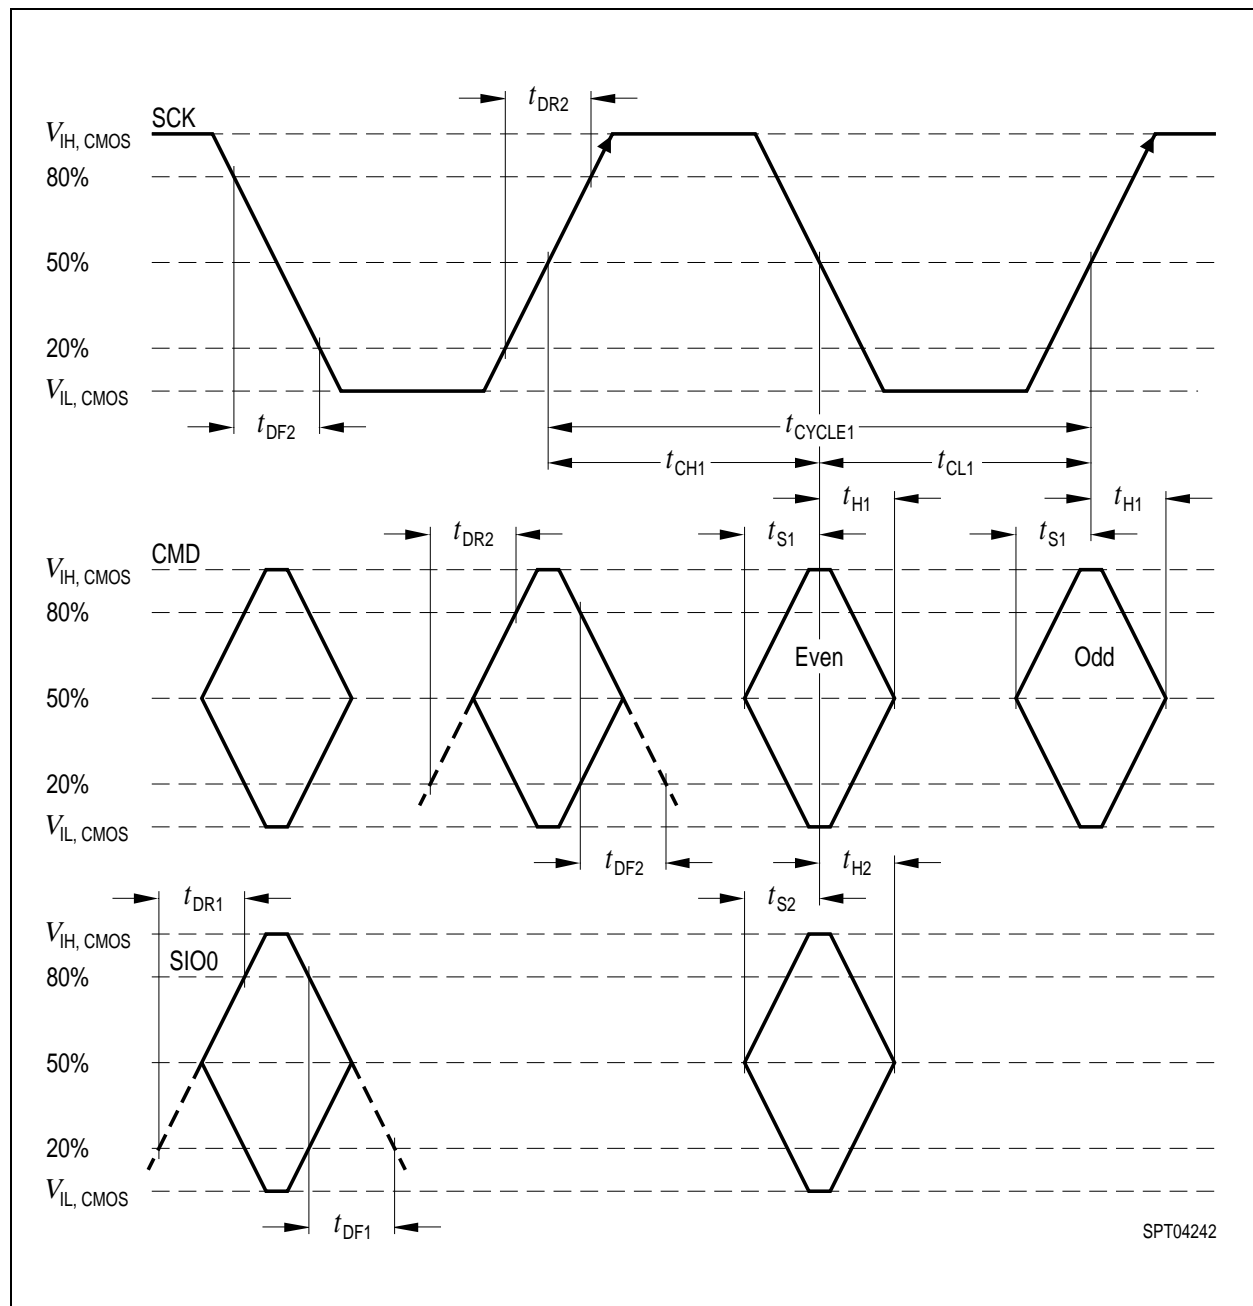 tDR2
SCK
VIH, CMOS
80%
50%
20%
VIL, CMOS
tDF2
tCYCLE1
tCH1
tCL1
tH1
tH1
tDR2
tS1
tS1
CMD
VIH, CMOS
80%
Even
Odd
50%
20%
VIL, CMOS
tDF2
tH2
tDR1
tS2
VIH, CMOS
SIO0
80%
50%
20%
VIL, CMOS
tDF1
SPT04242